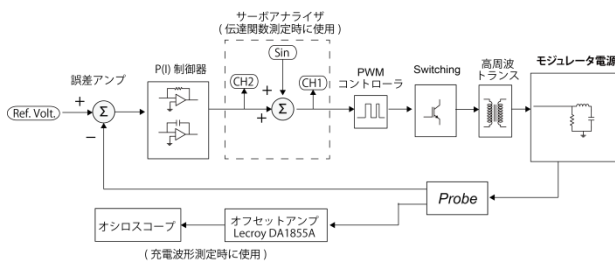 サーボアナライザ
(伝達関数測定時に使用)
誤差アンプ
P(I) 制御器
CH2
Sin
CH1
PWM
コントローラ
Switching
高周波
トランス
モジュレータ電源
Ref. Volt.
+
Σ
−
+
+
Σ
Probe
オシロスコープ
オフセットアンプ
Lecroy DA1855A
(充電波形測定時に使用)